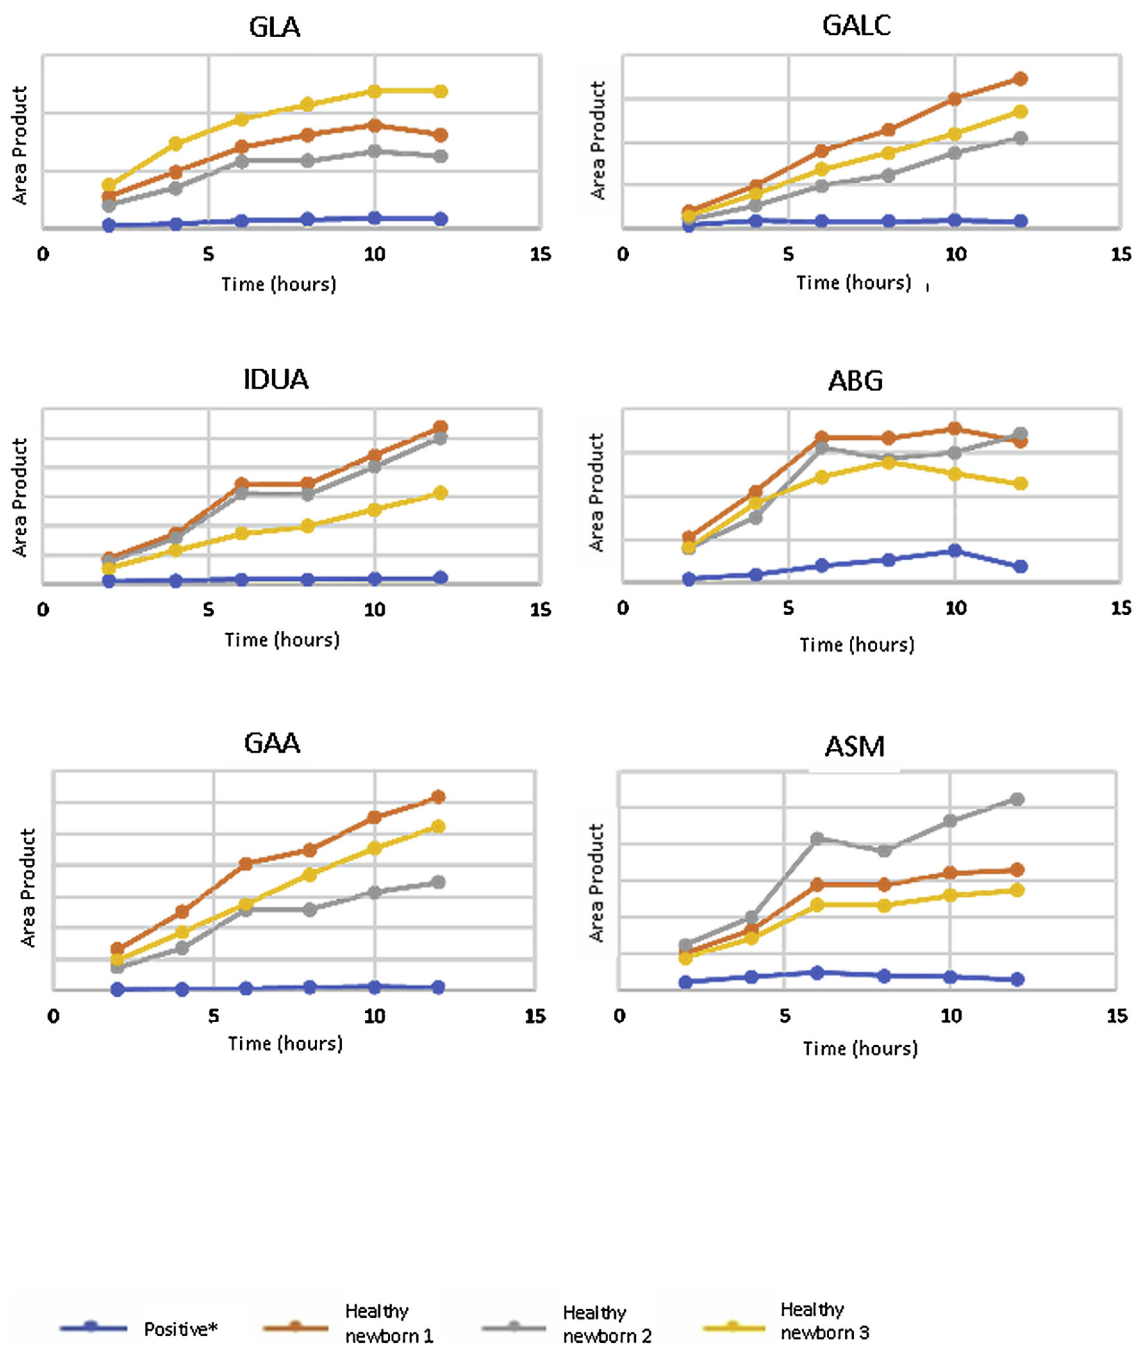 GLA
GALC
Area Product
Area Product
0 5 10 15
0 5 10 15
Time (hours)
Time (hours)
IDUA
ABG
Area Product
Area Product
0 5 10 15
0 5 10 15
Time (hours)
Time (hours)
GAA
ASM
Area Product
Area Product
0 5 10 15
0 5 10 15
Time (hours)
Time (hours)
Positive*
Healthy
newborn 1
Healthy
newborn 2
Healthy
newborn 3